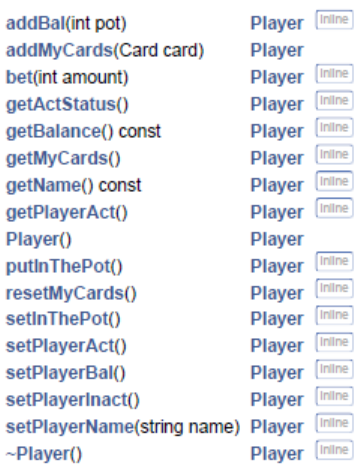 addBal(int pot) Player inline
addMyCards(Card card) Player
bet(int amount) Player inline
getActStatus() Player inline
getBalance() const Player inline
getMyCards() Player inline
getName() const Player inline
getPlayerAct() Player inline
Player() Player
putInThePot() Player inline
resetMyCards() Player inline
setInThePot() Player inline
setPlayerAct() Player inline
setPlayerBal() Player inline
setPlayerInact() Player inline
setPlayerName(string name) Player inline
~Player() Player inline